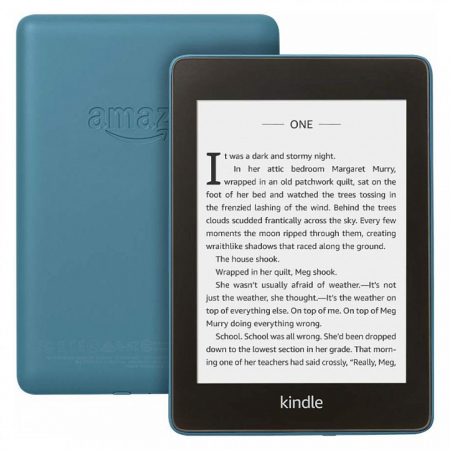 amaz
ONE
It was a dark and stormy night.
In her attic bedroom Margaret Murry,
wrapped in an old patchwork quilt, sat on the
foot of her bed and watched the trees tossing in
the frenzied lashing of the wind. Behind the trees
clouds scudded frantically across the sky. Every few
moments the moon ripped through them, creating
wraithlike shadows that raced along the ground.
The house shook.
Wrapped in her quilt, Meg shook.
She wasn't usually afraid of weather.—It's not
just the weather, she thought.—It's the weather on
top of everything else. On top of me. On top of Meg
Murry doing everything wrong.
School. School was all wrong. She'd been dropped
down to the lowest section in her grade. That morn-
ing one of her teachers had said crossly, "Really, Meg,
kindle